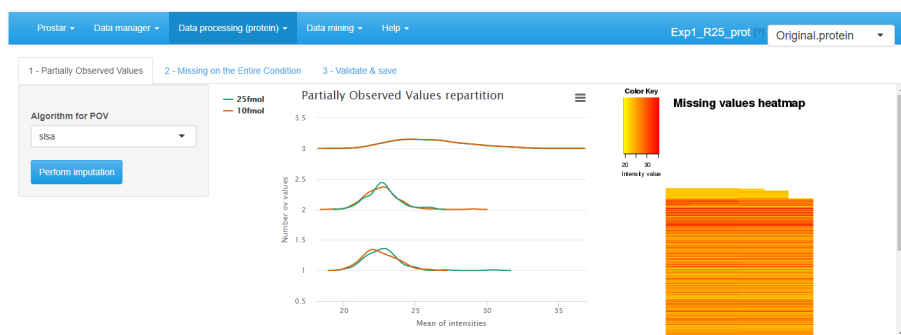 Prostar Data manager Data processing (protein) Data mining Help Exp1_R25_prot [?] Original.protein
1 - Partially Observed Values 2 - Missing on the Entire Condition 3 - Validate & save
Algorithm for POV
slsa
Perform imputation
25fmol
10fmol
Partially Observed Values repartition
Number ov values
3.5
3
2.5
2
1.5
1
0.5
20 25 30 35
Mean of intensities
Color Key
20 30
Intensity value
Missing values heatmap